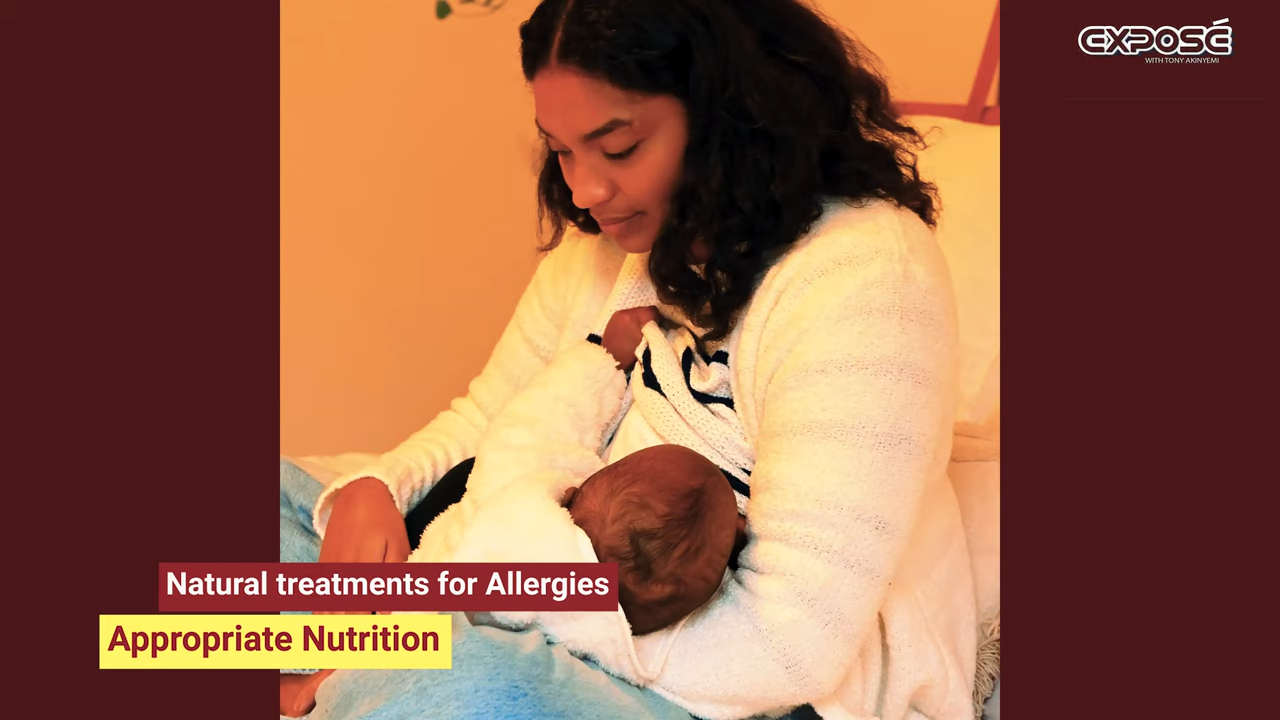 EXPOSÉ
WITH TONY AKINYEMI
Natural treatments for Allergies
Appropriate Nutrition